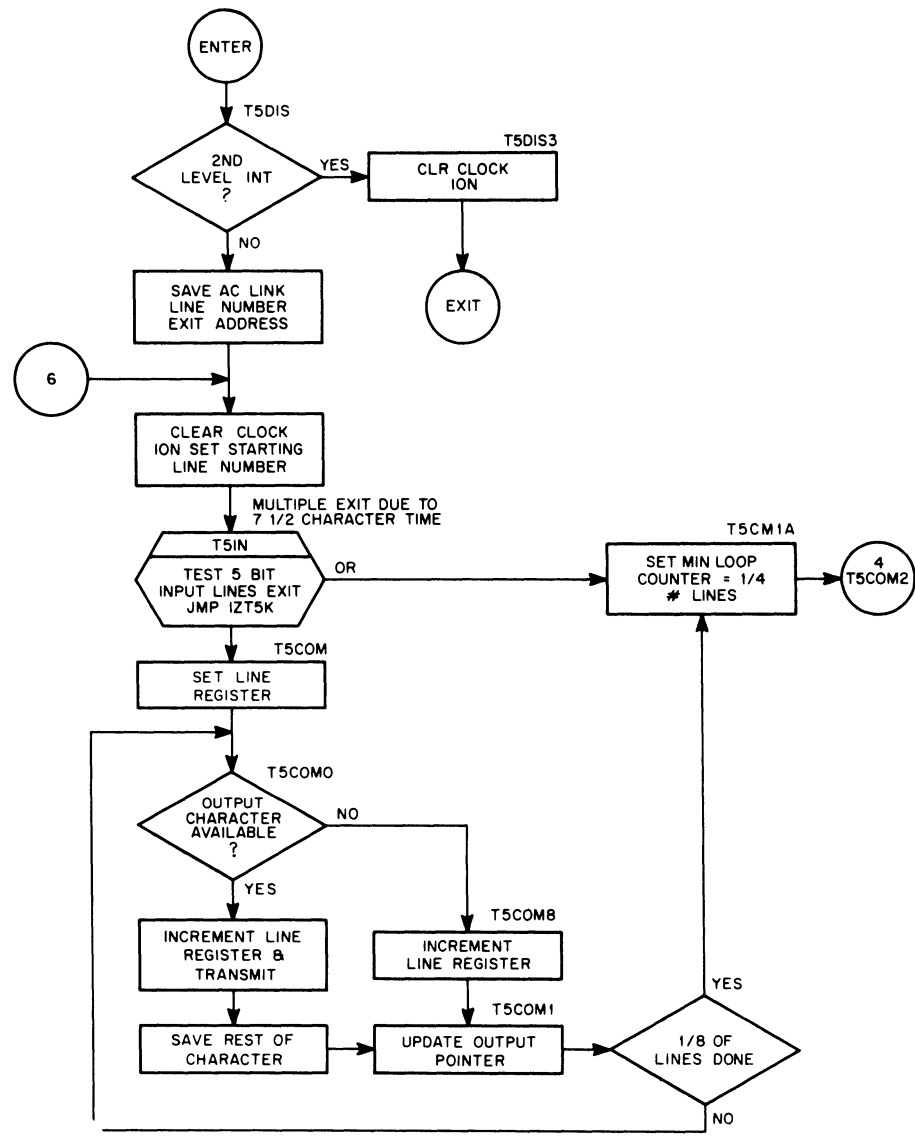 ENTER
T5DIS
2ND
LEVEL INT
?
YES
NO
T5DIS3
CLR CLOCK
ION
EXIT
SAVE AC LINK
LINE NUMBER
EXIT ADDRESS
6
CLEAR CLOCK
ION SET STARTING
LINE NUMBER
MULTIPLE EXIT DUE TO
7 1/2 CHARACTER TIME
T5IN
TEST 5 BIT
INPUT LINES EXIT
JMP IZT5K
OR
T5CM1A
SET MIN LOOP
COUNTER = 1/4
# LINES
4
T5COM2
T5COM
SET LINE
REGISTER
T5COMO
OUTPUT
CHARACTER
AVAILABLE
?
NO
YES
INCREMENT LINE
REGISTER &
TRANSMIT
T5COM8
INCREMENT
LINE REGISTER
SAVE REST OF
CHARACTER
T5COM1
UPDATE OUTPUT
POINTER
YES
1/8 OF
LINES DONE
NO